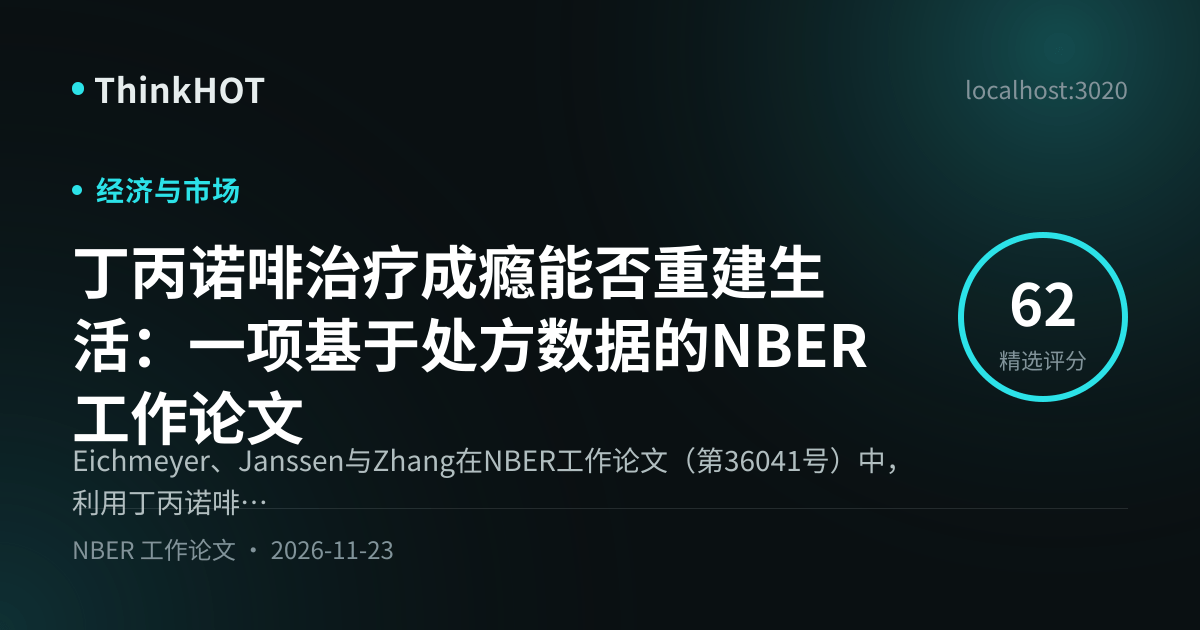 ThinkHOT
localhost:3020
经济与市场
丁丙诺啡治疗成瘾能否重建生
活：一项基于处方数据的NBER
工作论文
62
精选评分
Eichmeyer、Janssen与Zhang在NBER工作论文（第36041号）中，
利用丁丙诺啡…
NBER 工作论文 · 2026-11-23